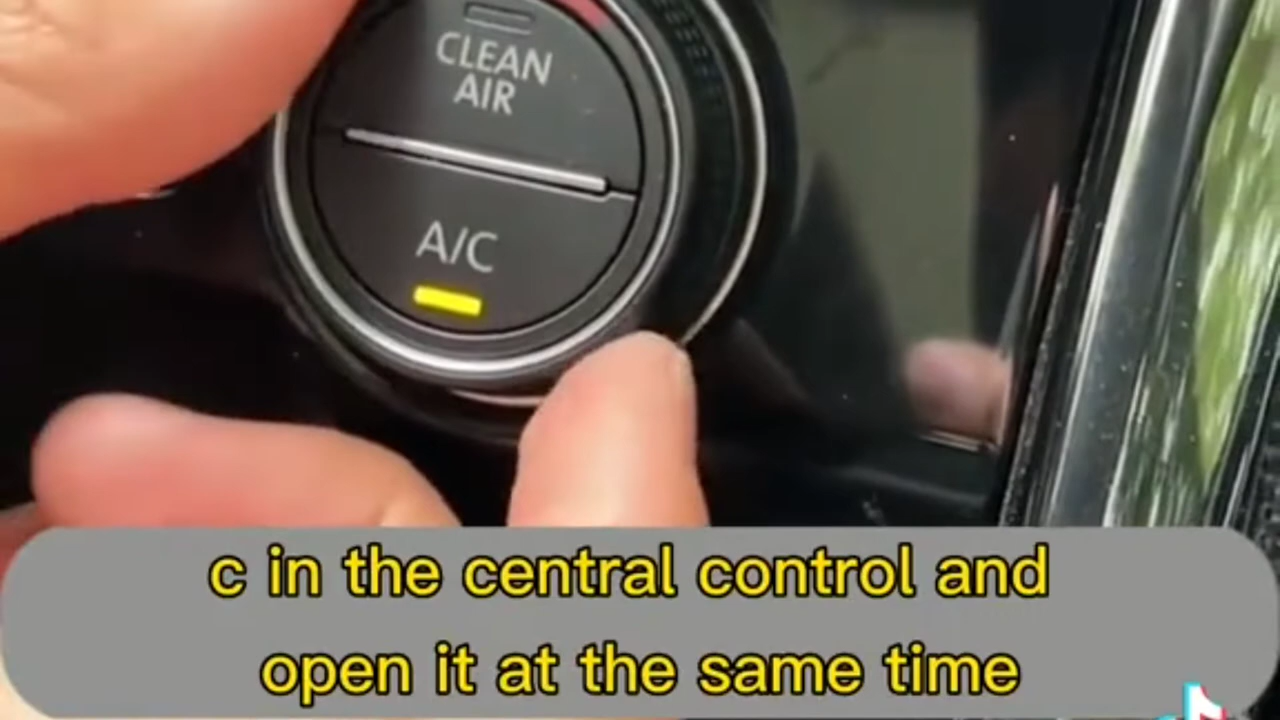 CLEAN
AIR
A/C
c in the central control and
open it at the same time